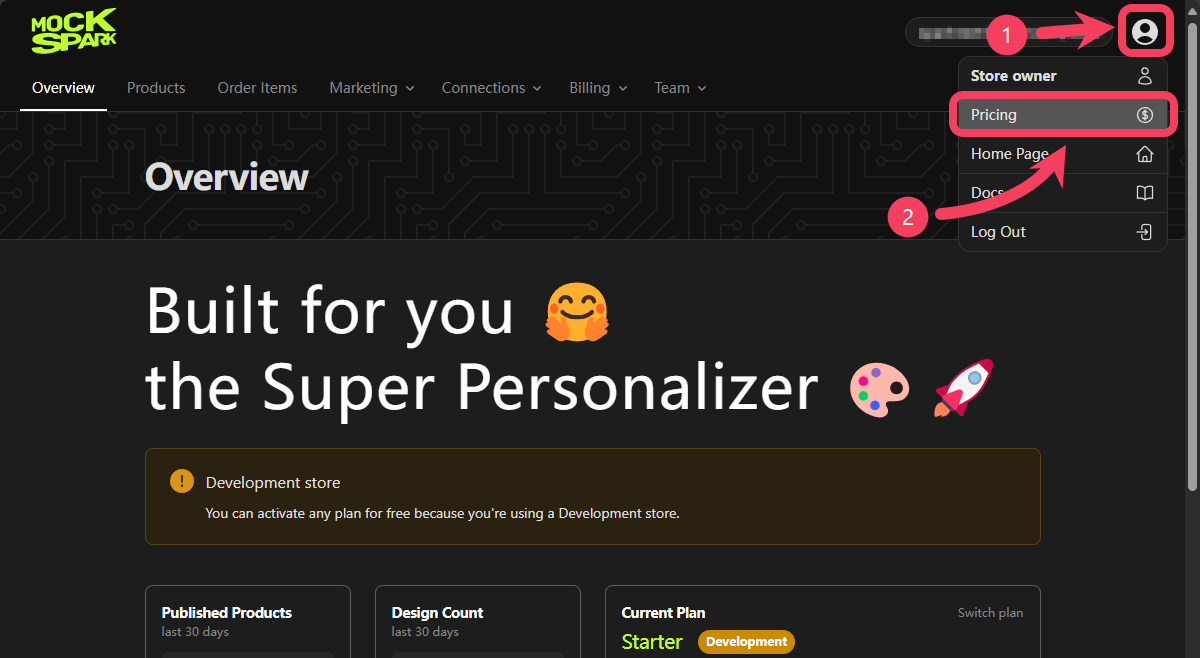 MOCK
SPARK
1
Overview Products Order Items Marketing Connections Billing Team
Store owner
Pricing
Home Page
Docs
Log Out
2
Overview
Built for you 🤗
the Super Personalizer 🎨 🚀
Development store
You can activate any plan for free because you're using a Development store.
Published Products
last 30 days
Design Count
last 30 days
Current Plan
Switch plan
Starter
Development